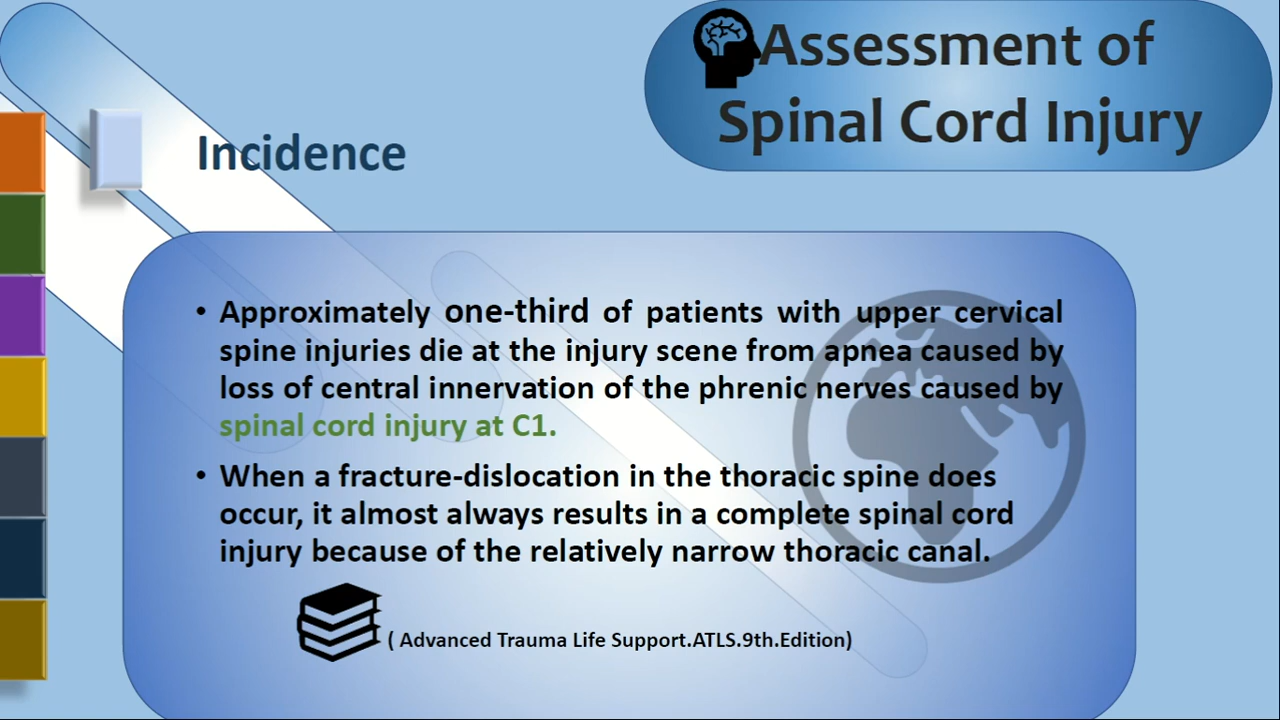 Assessment of
Spinal Cord Injury
Incidence
• Approximately one-third of patients with upper cervical
spine injuries die at the injury scene from apnea caused by
loss of central innervation of the phrenic nerves caused by
spinal cord injury at C1.
• When a fracture-dislocation in the thoracic spine does
occur, it almost always results in a complete spinal cord
injury because of the relatively narrow thoracic canal.
( Advanced Trauma Life Support.ATLS.9th.Edition)